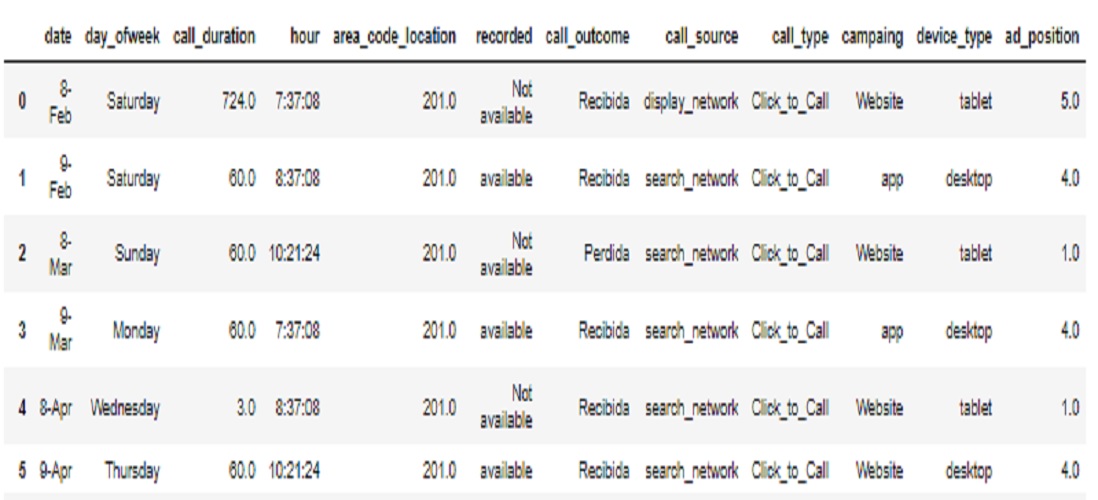 date day_ofweek call_duration hour area_code_location recorded call_outcome call_source call_type campaing device_type ad_position
0 8-Feb Saturday 724.0 7:37:08 201.0 Not available Recibida display_network Click_to_Call Website tablet 5.0
1 9-Feb Saturday 60.0 8:37:08 201.0 available Recibida search_network Click_to_Call app desktop 4.0
2 8-Mar Sunday 60.0 10:21:24 201.0 Not available Perdida search_network Click_to_Call Website tablet 1.0
3 9-Mar Monday 60.0 7:37:08 201.0 available Recibida search_network Click_to_Call app desktop 4.0
4 8-Apr Wednesday 3.0 8:37:08 201.0 Not available Recibida search_network Click_to_Call Website tablet 1.0
5 9-Apr Thursday 60.0 10:21:24 201.0 available Recibida search_network Click_to_Call Website desktop 4.0